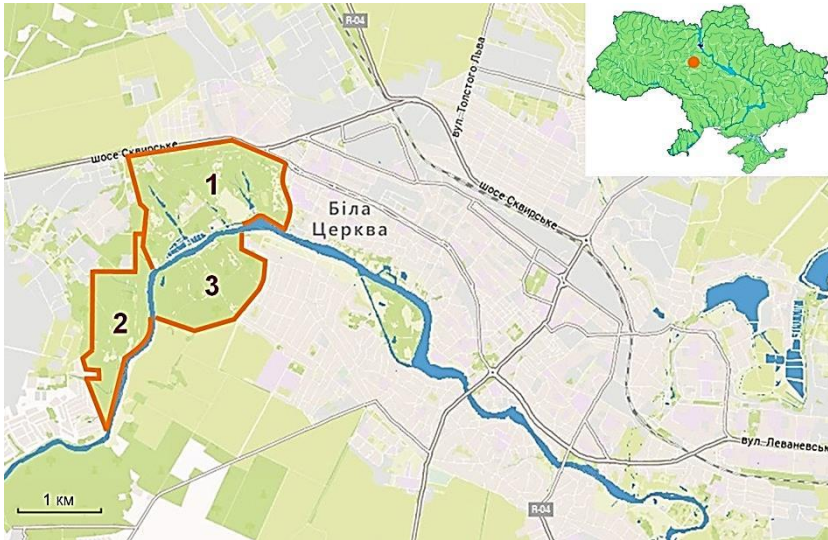 R-04
вул. Толстого Льва
шосе Сквирське
1
шосе Сквирське
Біла
Церква
3
2
вул. Леваневськ
1 км
R-04